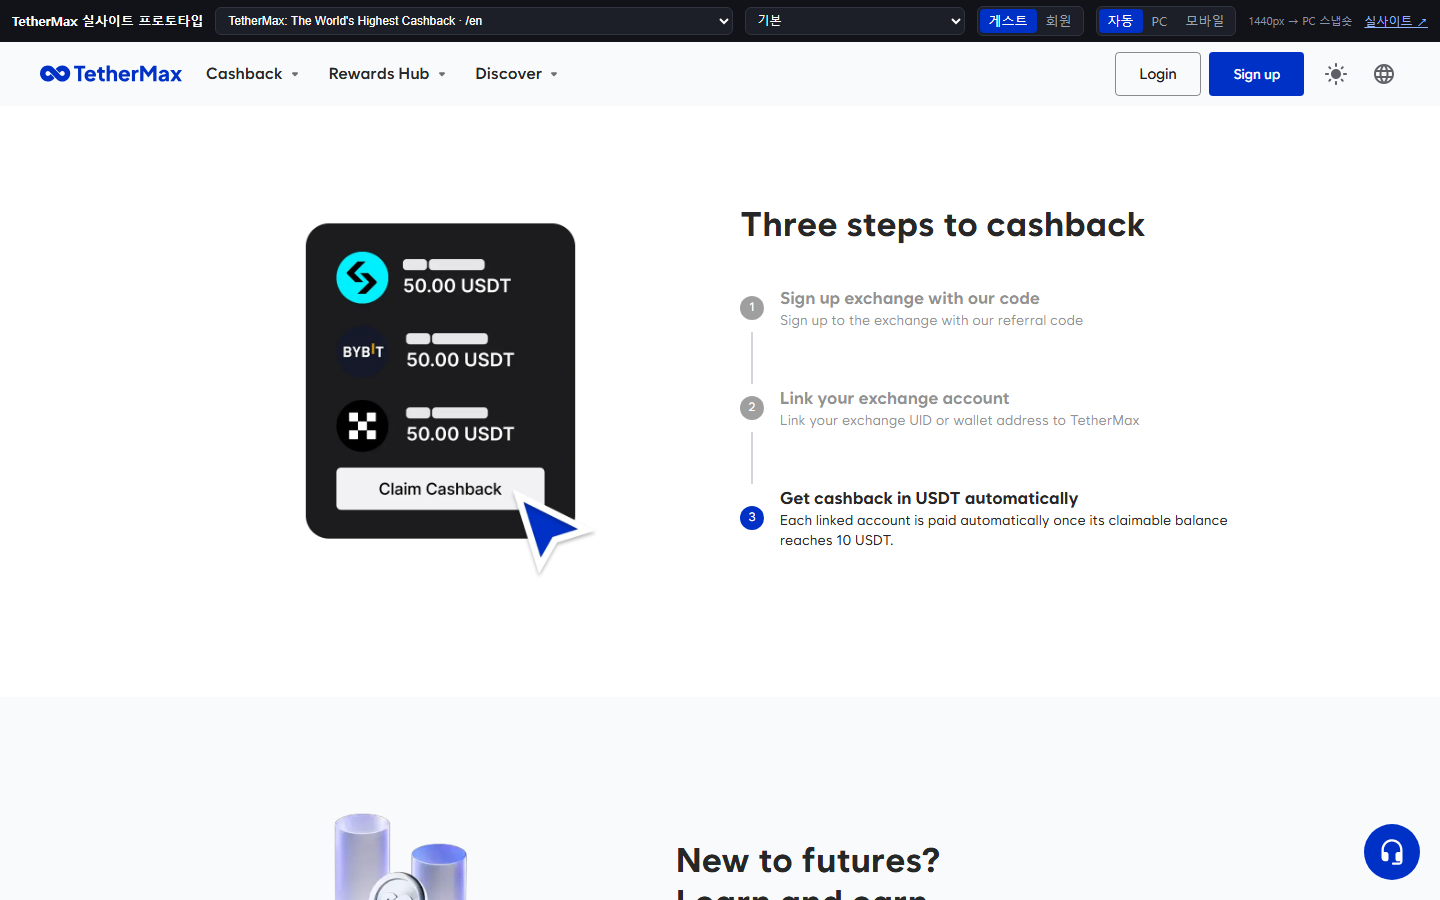 TetherMax 실사이트 프로토타입
TetherMax: The World's Highest Cashback · /en
기본
게스트 회원
자동 PC 모바일
1440px → PC 스냅숏
실사이트 ↗
TetherMax
Cashback
Rewards Hub
Discover
Login
Sign up
50.00 USDT
BYBIT
50.00 USDT
50.00 USDT
Claim Cashback
Three steps to cashback
1
Sign up exchange with our code
Sign up to the exchange with our referral code
2
Link your exchange account
Link your exchange UID or wallet address to TetherMax
3
Get cashback in USDT automatically
Each linked account is paid automatically once its claimable balance
reaches 10 USDT.
New to futures?
Learn and earn